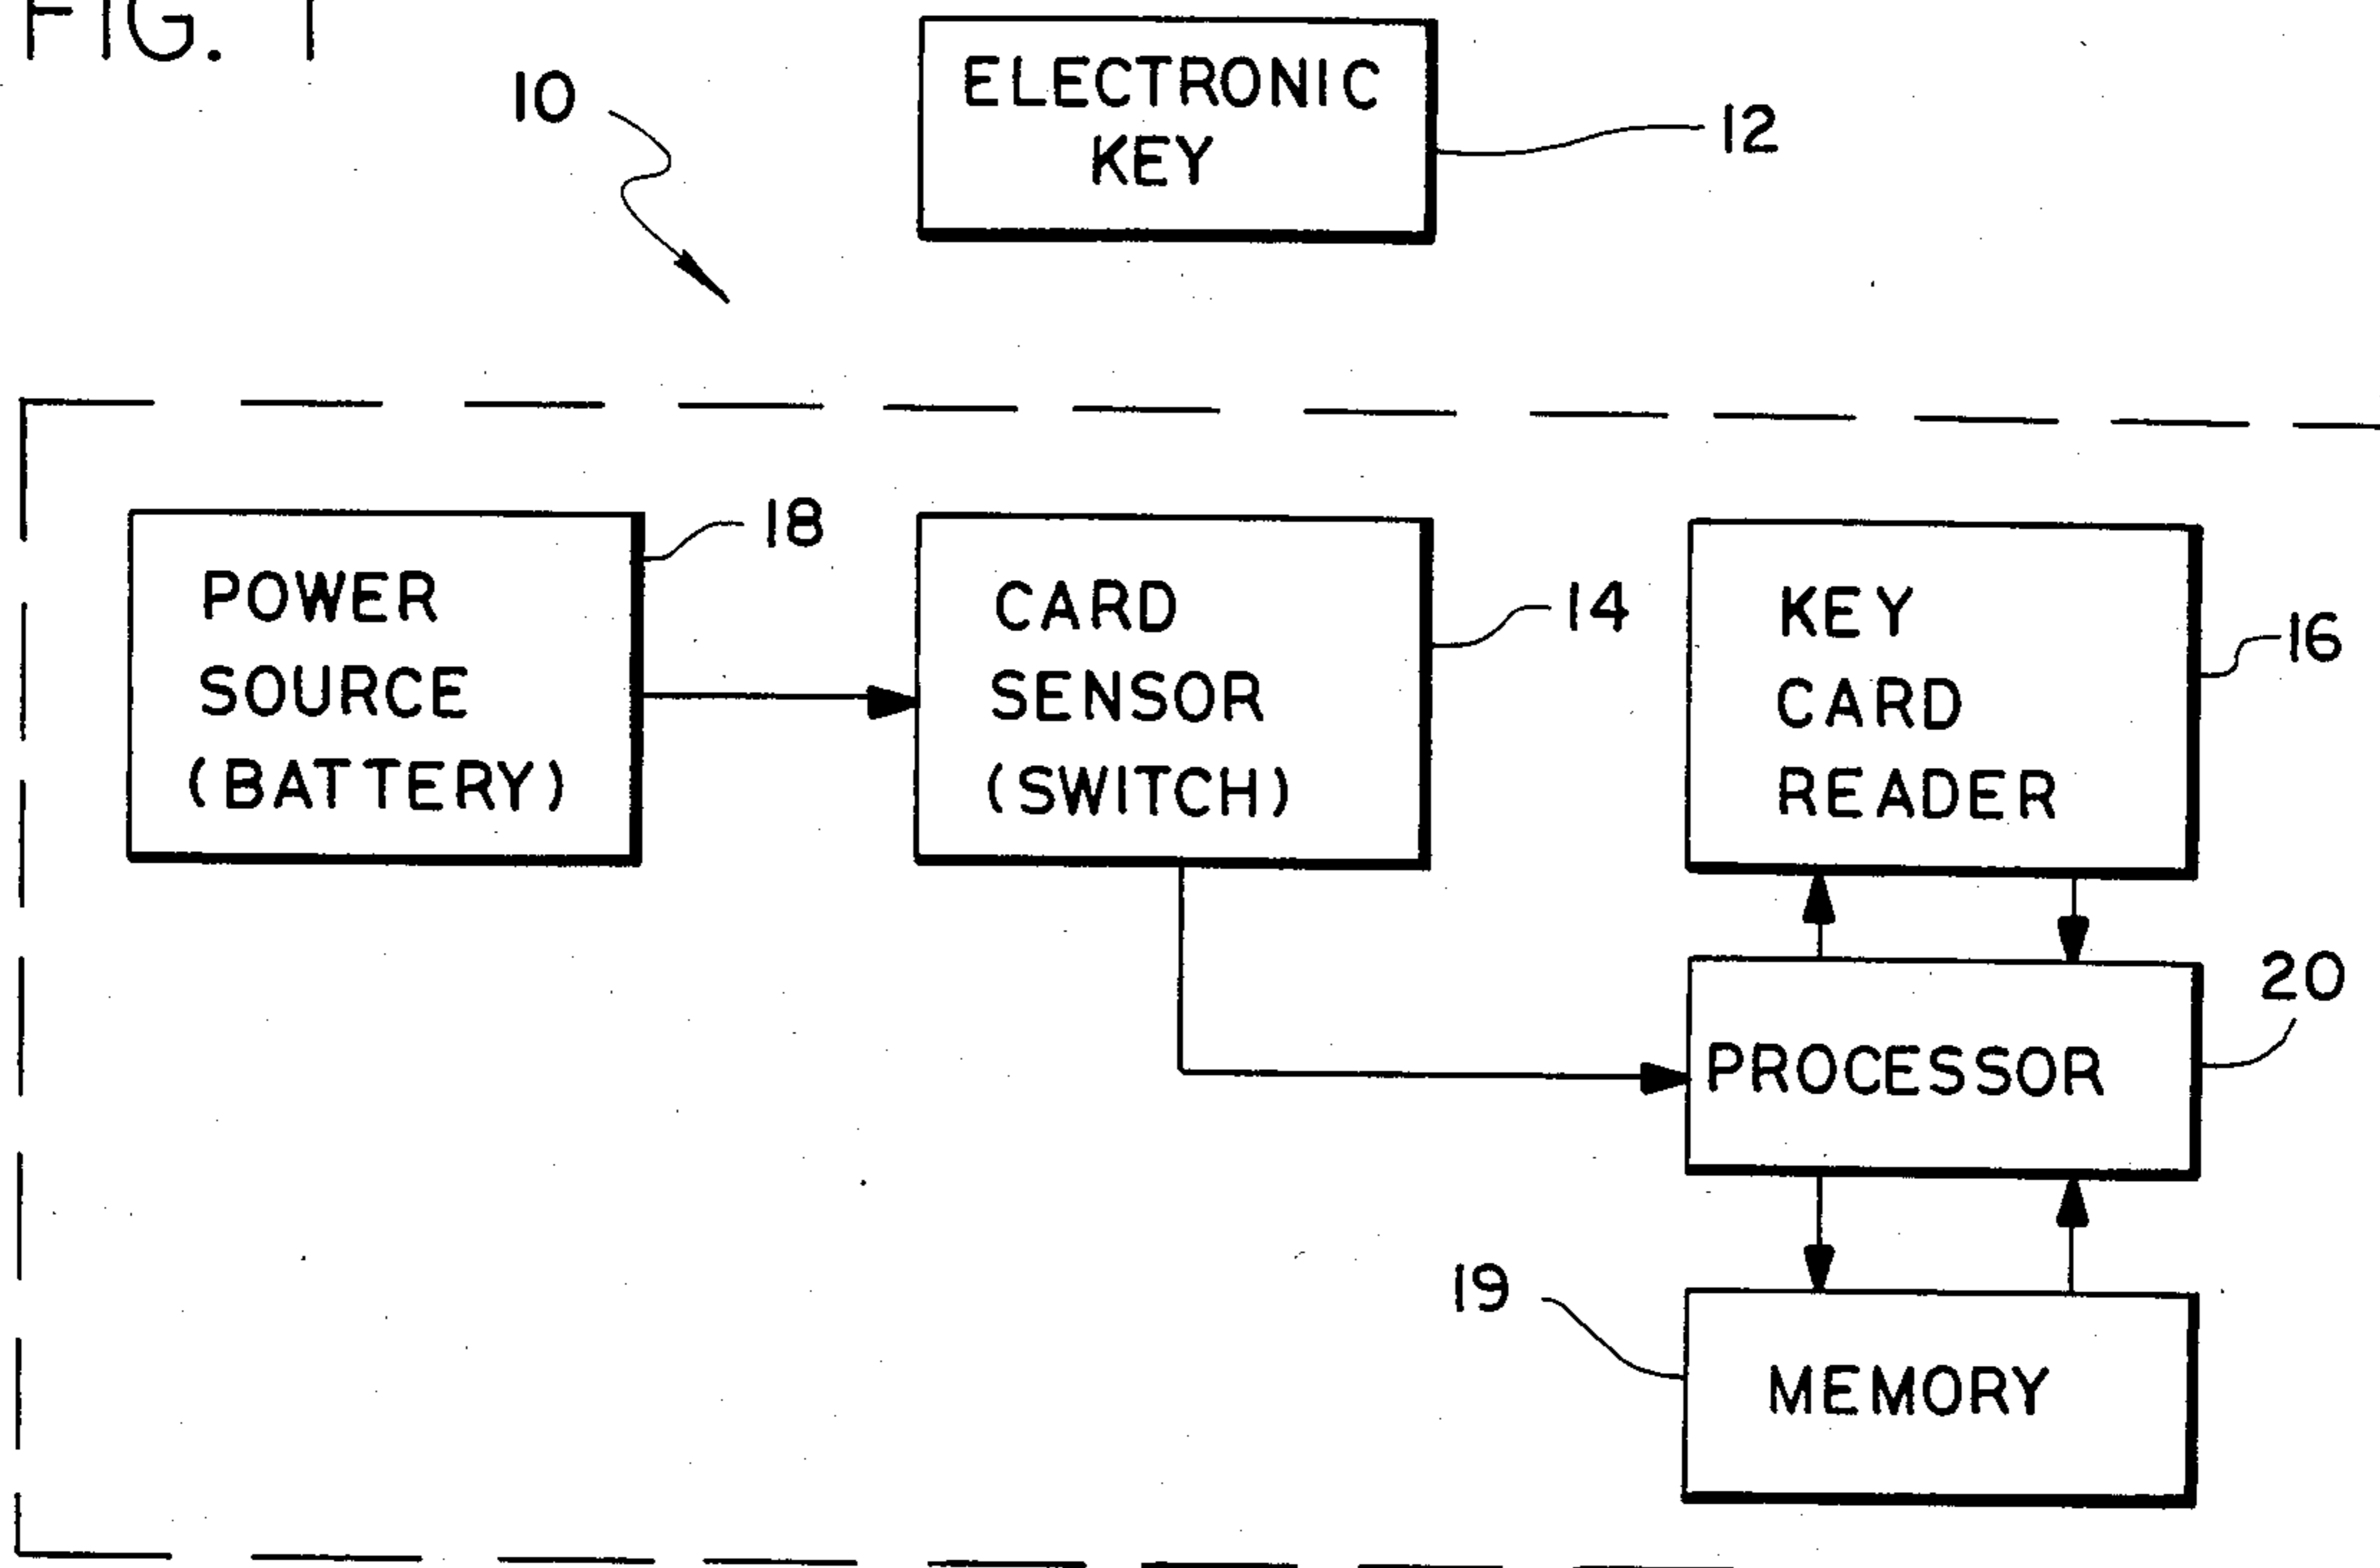 FIG. 1
10
ELECTRONIC
KEY
12
18
POWER
SOURCE
(BATTERY)
CARD
SENSOR
(SWITCH)
14
KEY
CARD
READER
16
20
PROCESSOR
19
MEMORY